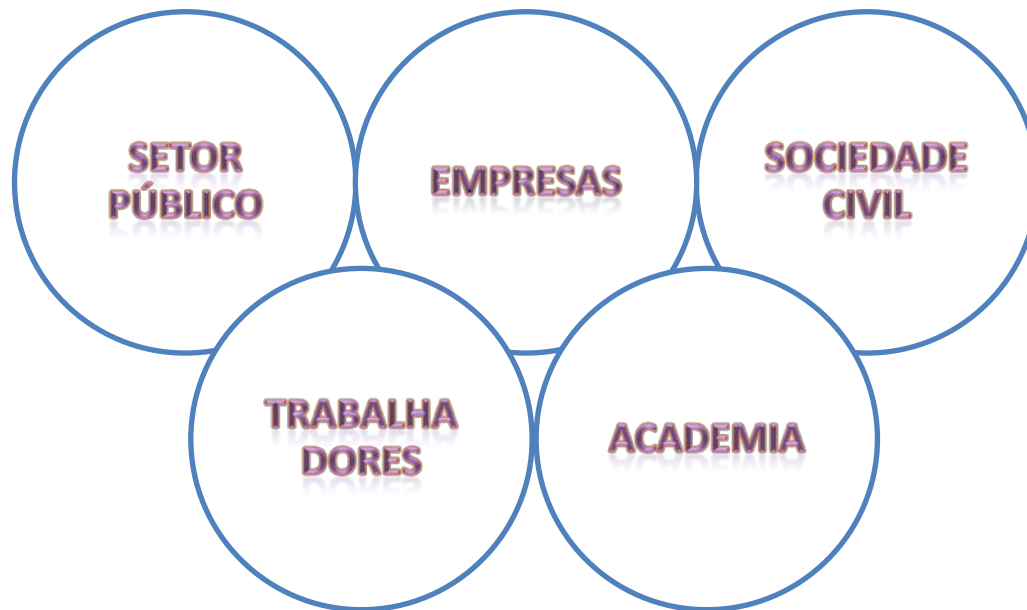 SETOR
PÚBLICO
EMPRESAS
SOCIEDADE
CIVIL
TRABALHA
DORES
ACADEMIA